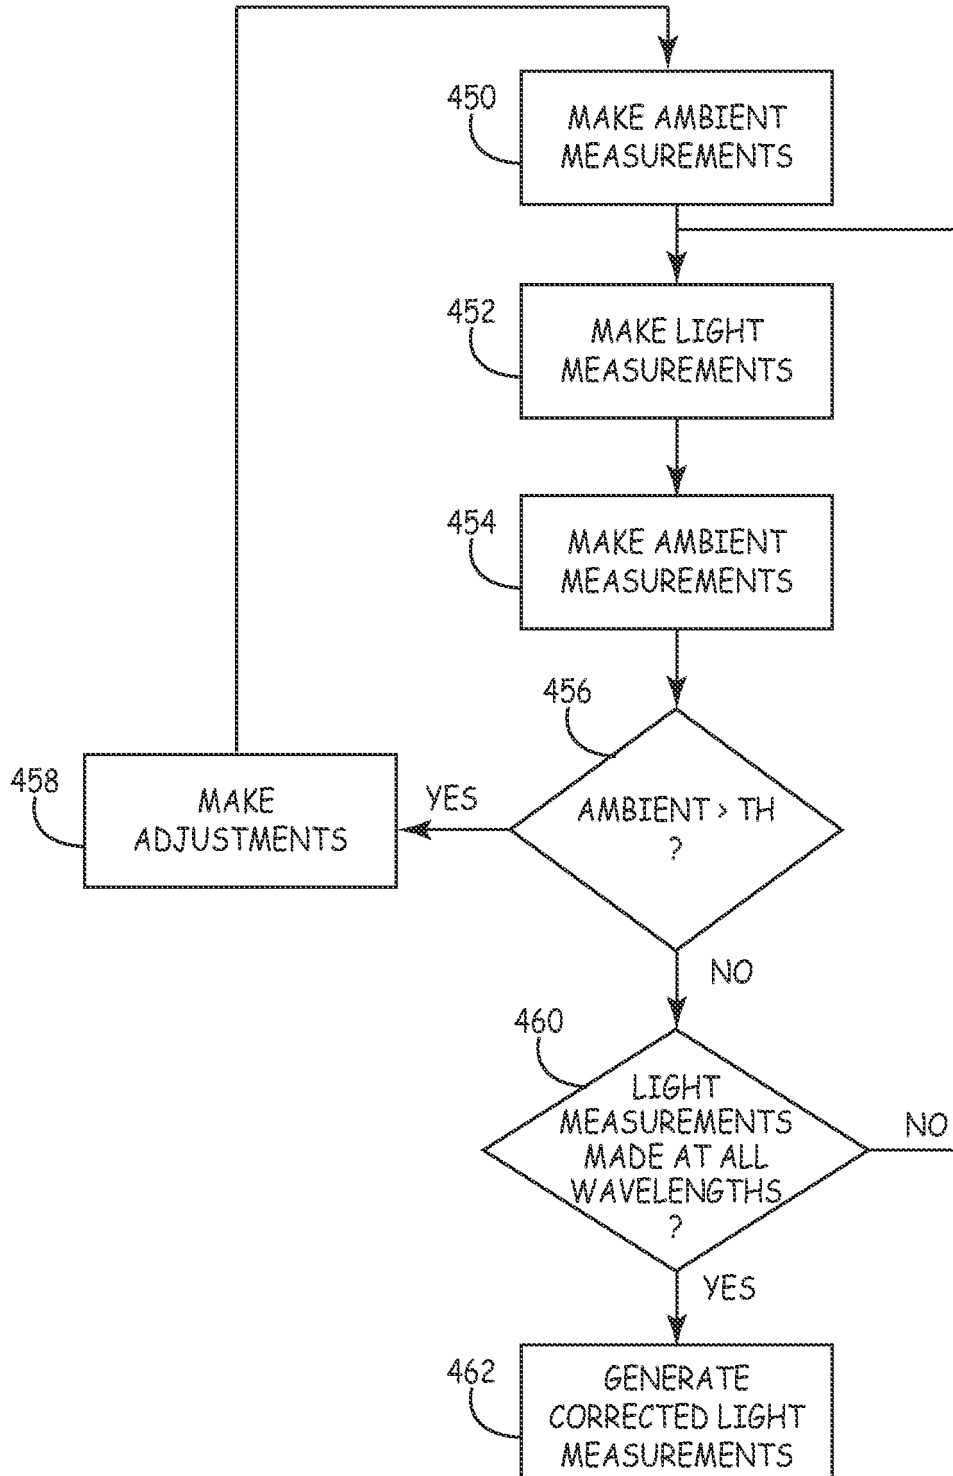 450
MAKE AMBIENT
MEASUREMENTS
452
MAKE LIGHT
MEASUREMENTS
454
MAKE AMBIENT
MEASUREMENTS
456
AMBIENT > TH
?
YES
458
MAKE
ADJUSTMENTS
NO
460
LIGHT
MEASUREMENTS
MADE AT ALL
WAVELENGTHS
?
NO
YES
462
GENERATE
CORRECTED LIGHT
MEASUREMENTS